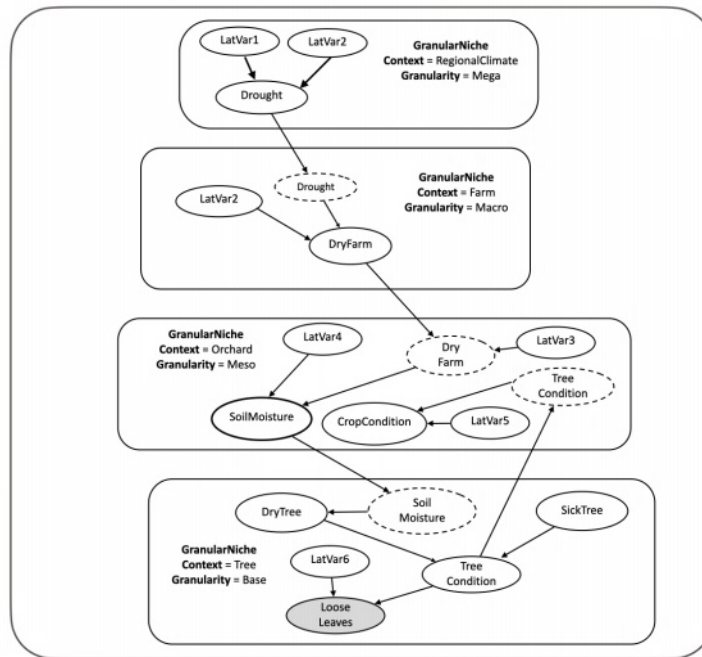 LatVar1
LatVar2
GranularNiche
Context = RegionalClimate
Granularity = Mega
Drought
Drought
GranularNiche
Context = Farm
Granularity = Macro
LatVar2
DryFarm
GranularNiche
Context = Orchard
Granularity = Meso
LatVar4
Dry
Farm
LatVar3
Tree
Condition
SoilMoisture
CropCondition
LatVar5
DryTree
Soil
Moisture
SickTree
GranularNiche
Context = Tree
Granularity = Base
LatVar6
Tree
Condition
Loose
Leaves